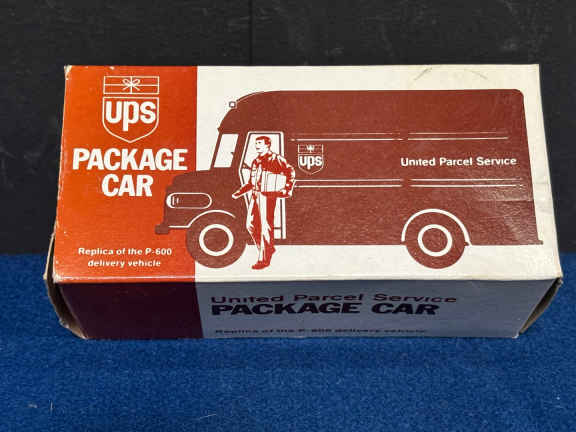 ups
PACKAGE
CAR
Replica of the P-600
delivery vehicle
ups
United Parcel Service
United Parcel Service
PACKAGE CAR
Replica of the P-600 delivery vehicle